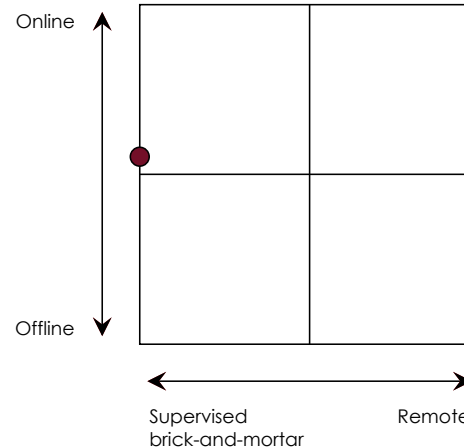 Online
Offline
Supervised
brick-and-mortar
Remote